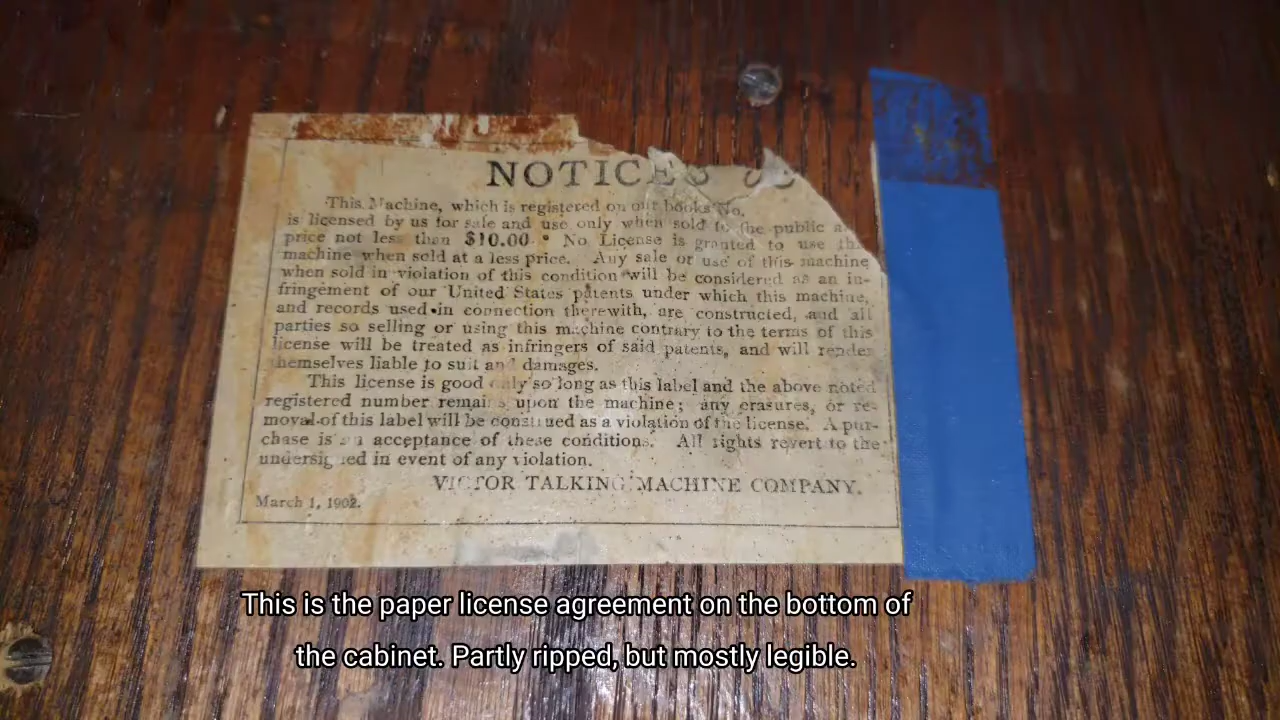 NOTICE
This Machine, which is registered on our books No.
is licensed by us for sale and use only when sold to the public a
price not less than $10.00. No License is granted to use th
machine when sold at a less price. Any sale or use of this machine
when sold in violation of this condition will be considered as an in-
fringement of our United States patents under which this machine,
and records used in connection therewith, are constructed, and all
parties so selling or using this machine contrary to the terms of this
license will be treated as infringers of said patents, and will render
themselves liable to suit and damages.
This license is good only so long as this label and the above noted
registered number remains upon the machine; any erasures, or re-
moval of this label will be construed as a violation of the license. A pur-
chase is an acceptance of these conditions. All rights revert to the
undersigned in event of any violation.
VICTOR TALKING MACHINE COMPANY.
March 1, 1902.
This is the paper license agreement on the bottom of
the cabinet. Partly ripped, but mostly legible.